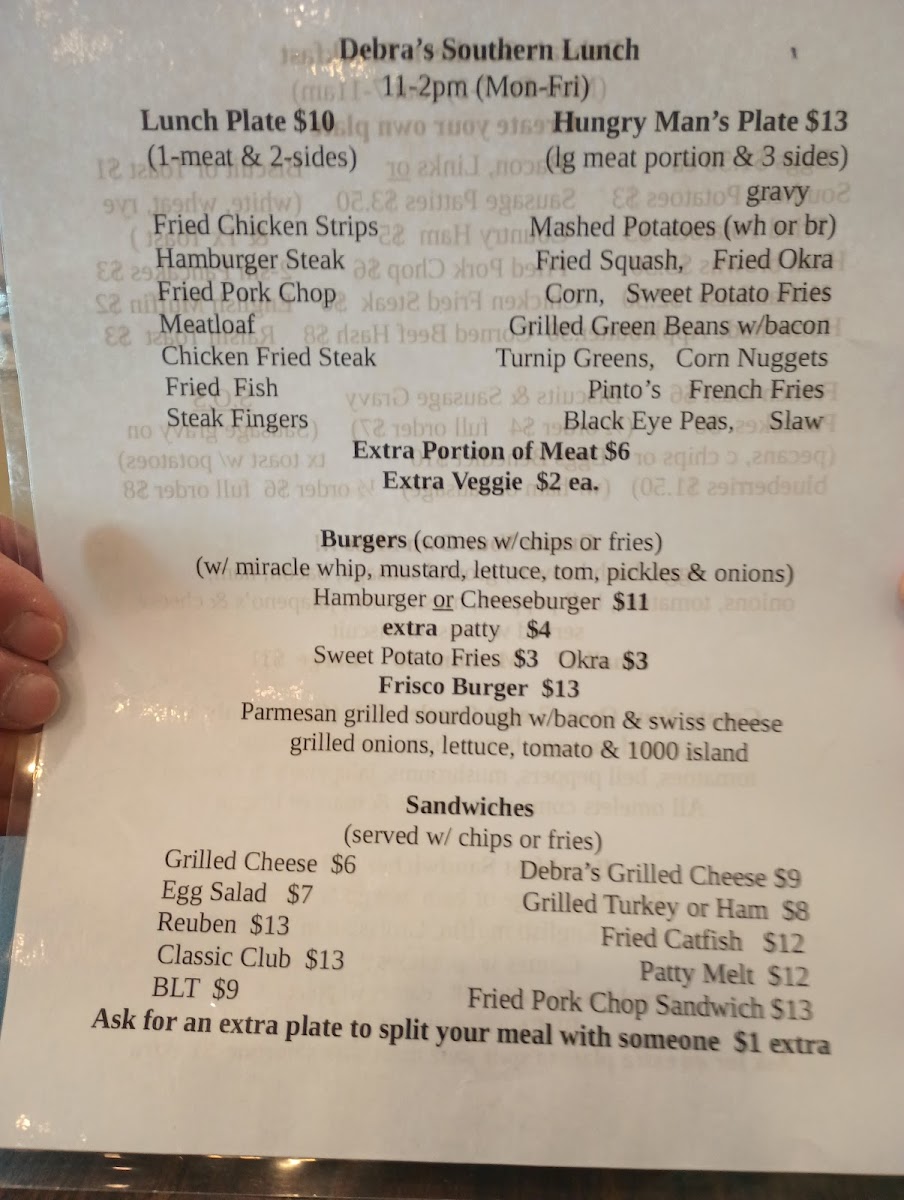 Debra's Southern Lunch
11-2pm (Mon-Fri)
Lunch Plate $10 Hungry Man's Plate $13
(1-meat & 2-sides) (lg meat portion & 3 sides)
gravy
Fried Chicken Strips Mashed Potatoes (wh or br)
Hamburger Steak Fried Squash, Fried Okra
Fried Pork Chop Corn, Sweet Potato Fries
Meatloaf Grilled Green Beans w/bacon
Chicken Fried Steak Turnip Greens, Corn Nuggets
Fried Fish Pinto's French Fries
Steak Fingers Black Eye Peas, Slaw
Extra Portion of Meat $6
Extra Veggie $2 ea.
Burgers (comes w/chips or fries)
(w/ miracle whip, mustard, lettuce, tom, pickles & onions)
Hamburger or Cheeseburger $11
extra patty $4
Sweet Potato Fries $3 Okra $3
Frisco Burger $13
Parmesan grilled sourdough w/bacon & swiss cheese
grilled onions, lettuce, tomato & 1000 island
Sandwiches
(served w/ chips or fries)
Grilled Cheese $6 Debra's Grilled Cheese $9
Egg Salad $7 Grilled Turkey or Ham $8
Reuben $13 Fried Catfish $12
Classic Club $13 Patty Melt $12
BLT $9 Fried Pork Chop Sandwich $13
Ask for an extra plate to split your meal with someone $1 extra